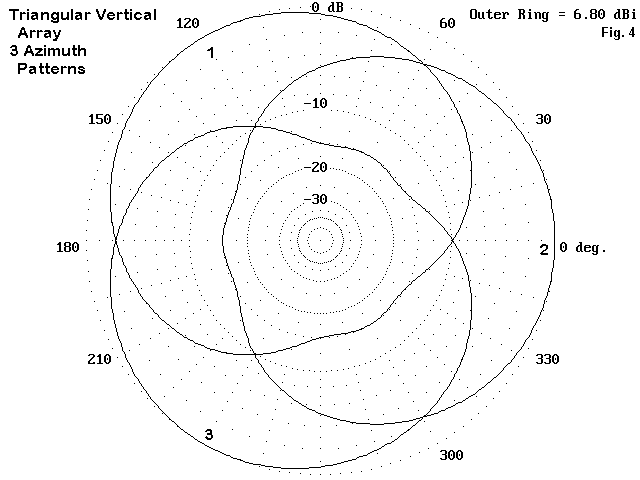 Triangular Vertical
Array
3 Azimuth
Patterns
0 dB
Outer Ring = 6.80 dBi
Fig.4
120
60
1
-10
150
30
-20
-30
180
2
0 deg.
210
330
3
300